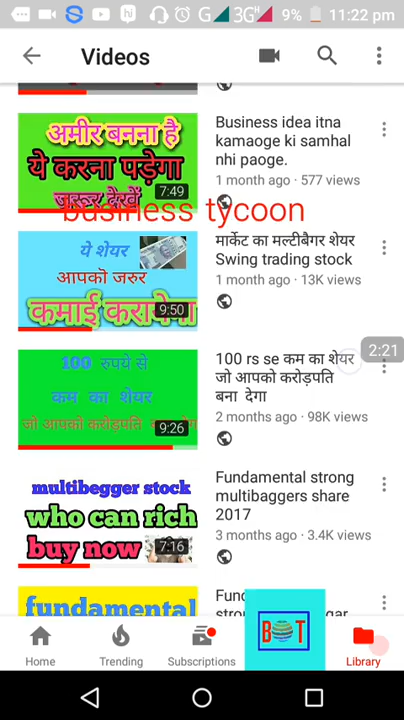 G 3G H 9% 11:22 pm
Videos
अमीर बनना है
ये करना पड़ेगा
जरूर देखें
7:49
Business idea itna
kamaoge ki samhal
nhi paoge.
1 month ago · 577 views
business tycoon
ये शेयर
आपको जरुर
कमाई करायेगा
9:50
मार्केट का मल्टीबैगर शेयर
Swing trading stock
1 month ago · 13K views
2:21
100 रुपये से
कम का शेयर
जो आपको करोड़पति
9:26
100 rs se कम का शेयर
जो आपको करोड़पति
बना देगा
2 months ago · 98K views
multibegger stock
who can rich
buy now
7:16
Fundamental strong
multibaggers share
2017
3 months ago · 3.4K views
fundamental
BOT
Home
Trending
Subscriptions
Library